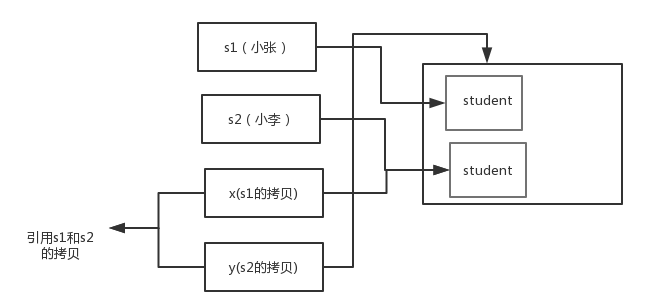 s1（小张）
student
s2（小李）
student
x(s1的拷贝)
引用s1和s2
的拷贝
y(s2的拷贝)